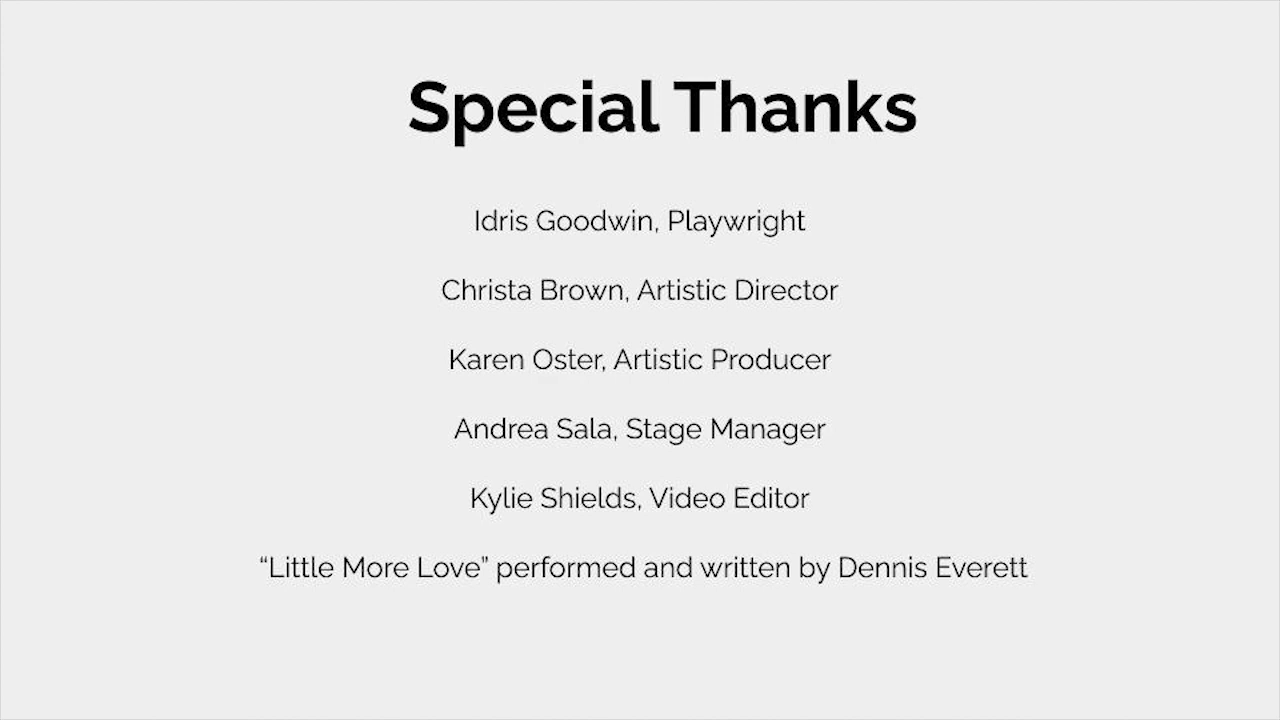 Special Thanks
Idris Goodwin, Playwright
Christa Brown, Artistic Director
Karen Oster, Artistic Producer
Andrea Sala, Stage Manager
Kylie Shields, Video Editor
“Little More Love” performed and written by Dennis Everett